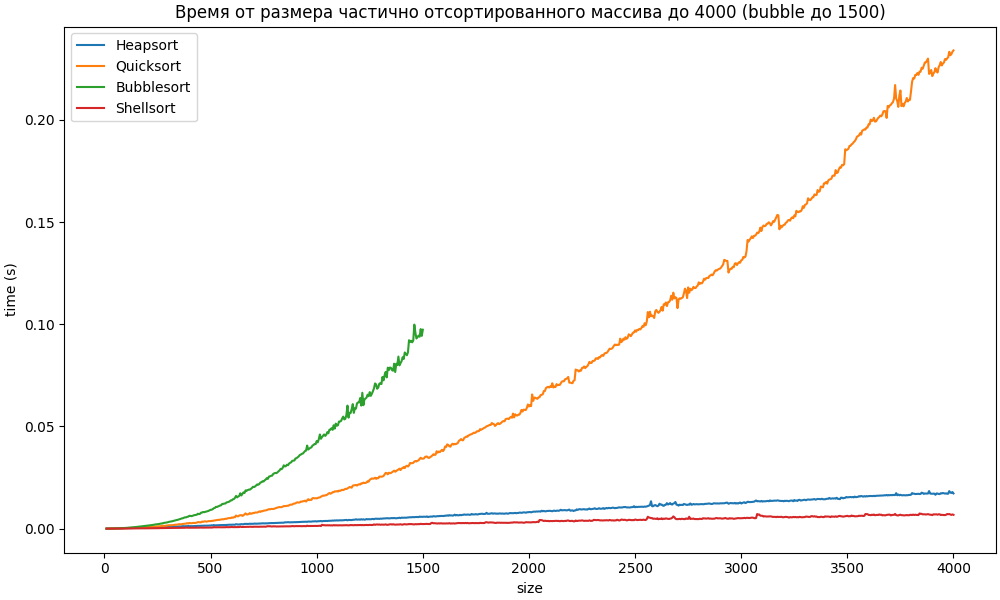 Время от размера частично отсортированного массива до 4000 (bubble до 1500)
Heapsort
Quicksort
Bubblesort
Shellsort
time (s)
0.20
0.15
0.10
0.05
0.00
0 500 1000 1500 2000 2500 3000 3500 4000
size